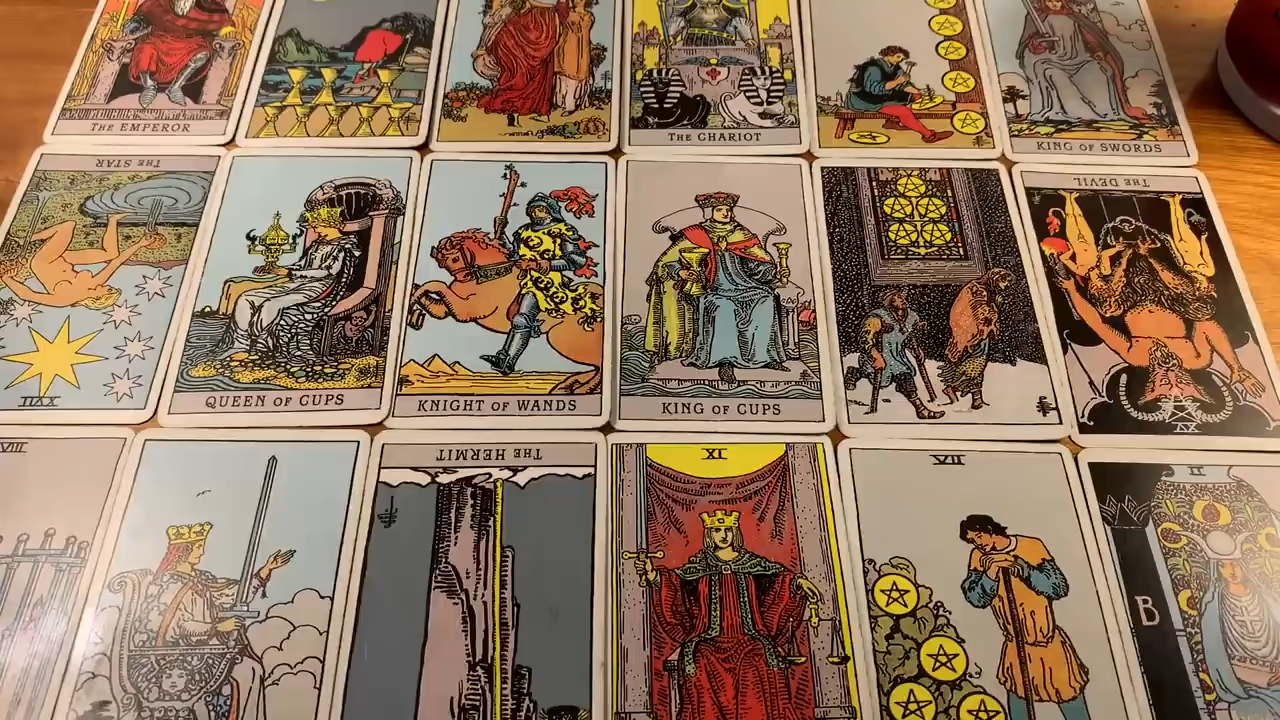 THE EMPEROR
THE CHARIOT
KING OF SWORDS
THE STAR
XVII
QUEEN OF CUPS
KNIGHT OF WANDS
KING OF CUPS
THE DEVIL
XV
THE HERMIT
XI
VII
II
B